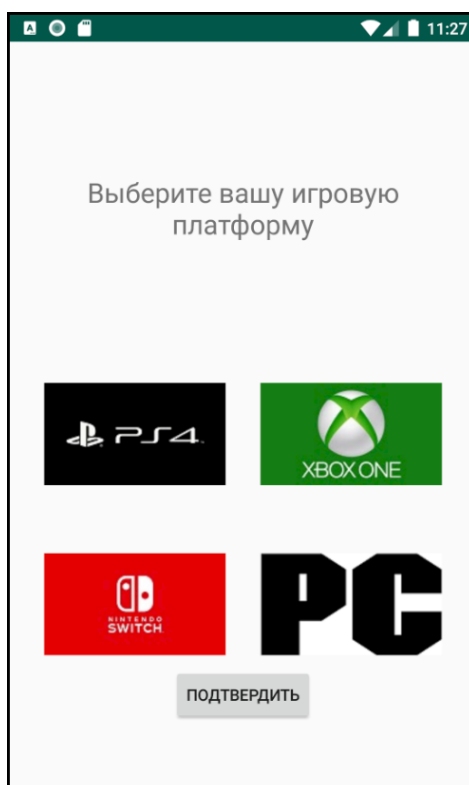 A
11:27
Выберите вашу игровую
платформу
PS4
XBOX ONE
NINTENDO
SWITCH
PC
ПОДТВЕРДИТЬ